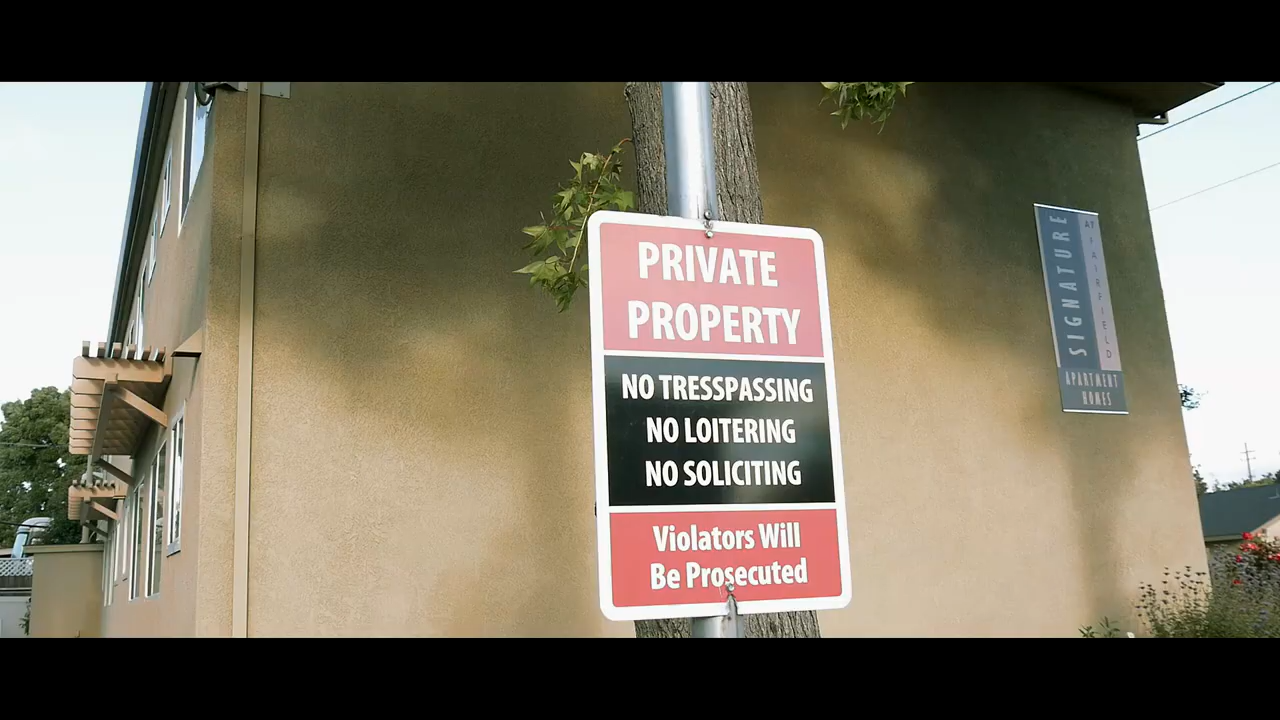 PRIVATE
PROPERTY
NO TRESSPASSING
NO LOITERING
NO SOLICITING
Violators Will
Be Prosecuted
SIGNATURE
AT FAIRFIELD
APARTMENT
HOMES